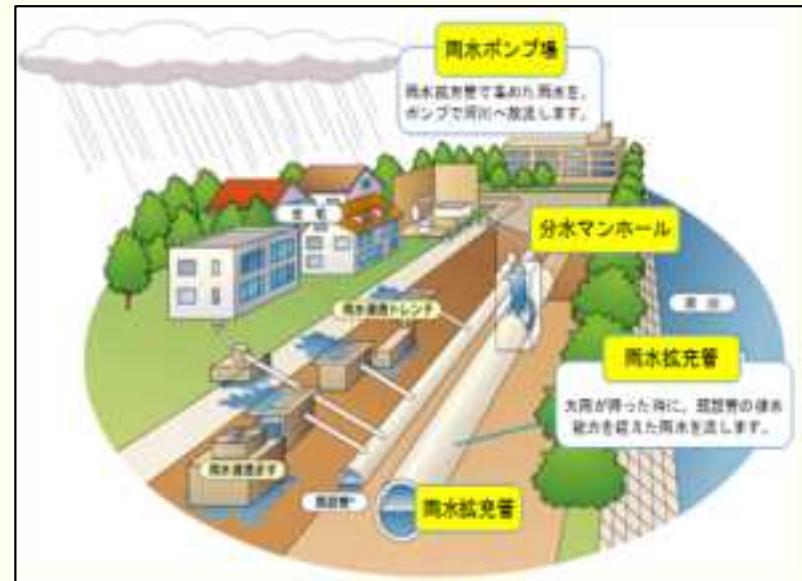 雨水ポンプ場
雨水拡充管で集めた雨水を、
ポンプで河川へ放流します。
住宅
分水マンホール
雨水浸透トレンチ
河川
雨水拡充管
大雨が降った時に、既設管の排水
能力を超えた雨水を流します。
雨水浸透ます
既設管
雨水拡充管